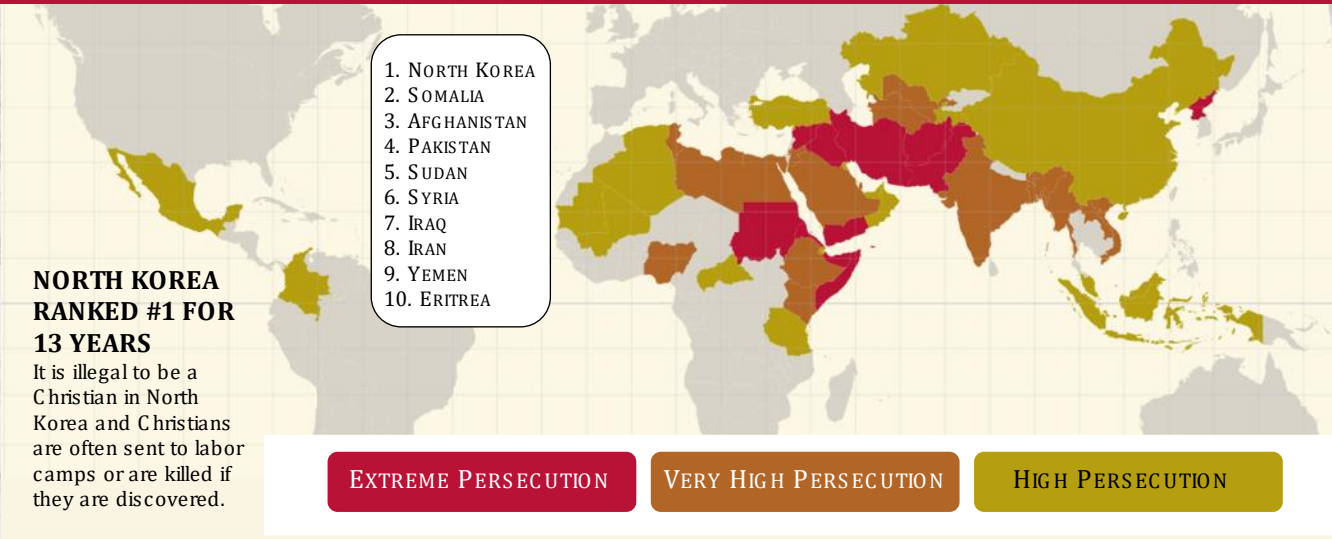 1. NORTH KOREA
2. SOMALIA
3. AFGHANISTAN
4. PAKISTAN
5. SUDAN
6. SYRIA
7. IRAQ
8. IRAN
9. YEMEN
10. ERITREA
NORTH KOREA
RANKED #1 FOR
13 YEARS
It is illegal to be a
Christian in North
Korea and Christians
are often sent to labor
camps or are killed if
they are discovered.
EXTREME PERSECUTION
VERY HIGH PERSECUTION
HIGH PERSECUTION